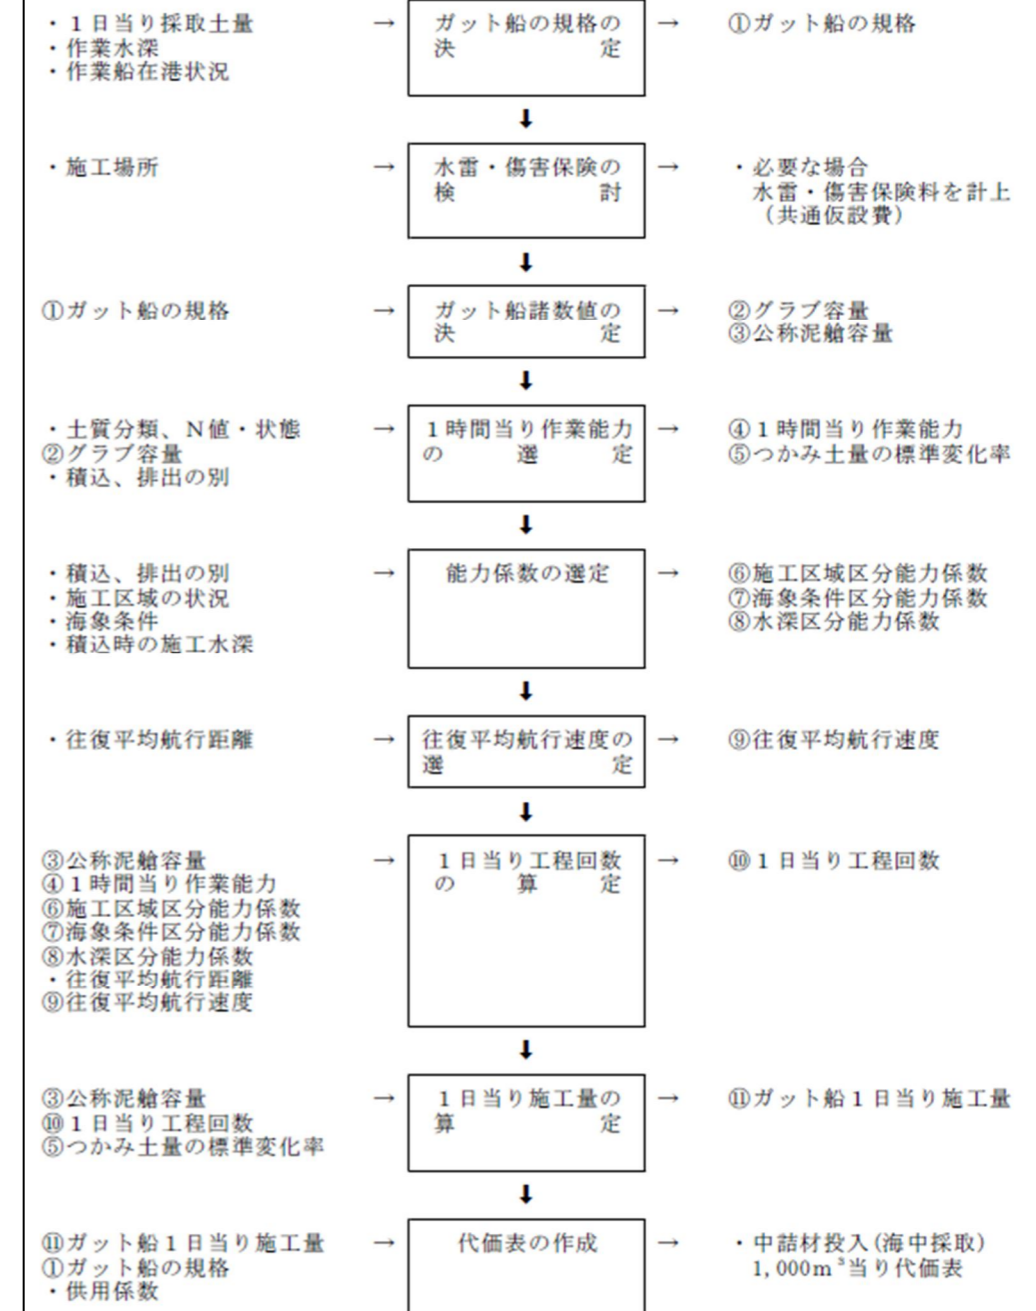 ・１日当り採取土量 → ガット船の規格の → ①ガット船の規格
・作業水深 決定
・作業船在港状況
⬇
・施工場所 → 水雷・傷害保険の → ・必要な場合
検討 水雷・傷害保険料を計上
（共通仮設費）
⬇
①ガット船の規格 → ガット船諸数値の → ②グラブ容量
決定 ③公称泥艙容量
⬇
・土質分類、Ｎ値・状態 → １時間当り作業能力 → ④１時間当り作業能力
②グラブ容量 の選定 ⑤つかみ土量の標準変化率
・積込、排出の別
⬇
・積込、排出の別 → 能力係数の選定 → ⑥施工区域区分能力係数
・施工区域の状況 ⑦海象条件区分能力係数
・海象条件 ⑧水深区分能力係数
・積込時の施工水深
⬇
・往復平均航行距離 → 往復平均航行速度の → ⑨往復平均航行速度
選定
⬇
③公称泥艙容量 → １日当り工程回数 → ⑩１日当り工程回数
④１時間当り作業能力 の算定
⑥施工区域区分能力係数
⑦海象条件区分能力係数
⑧水深区分能力係数
・往復平均航行距離
⑨往復平均航行速度
⬇
③公称泥艙容量 → １日当り施工量の → ⑪ガット船１日当り施工量
⑩１日当り工程回数 算定
⑤つかみ土量の標準変化率
⬇
⑪ガット船１日当り施工量 → 代価表の作成 → ・中詰材投入(海中採取)
①ガット船の規格 1,000m³当り代価表
・供用係数